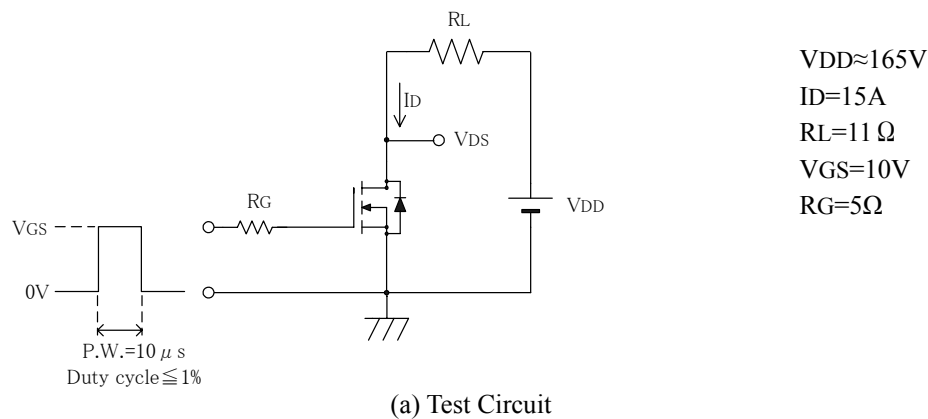 RL
VDD≈165V
ID=15A
RL=11 Ω
VGS=10V
RG=5Ω
ID
VDS
RG
VDD
VGS
0V
P.W.=10 μ s
Duty cycle≦1%
(a) Test Circuit